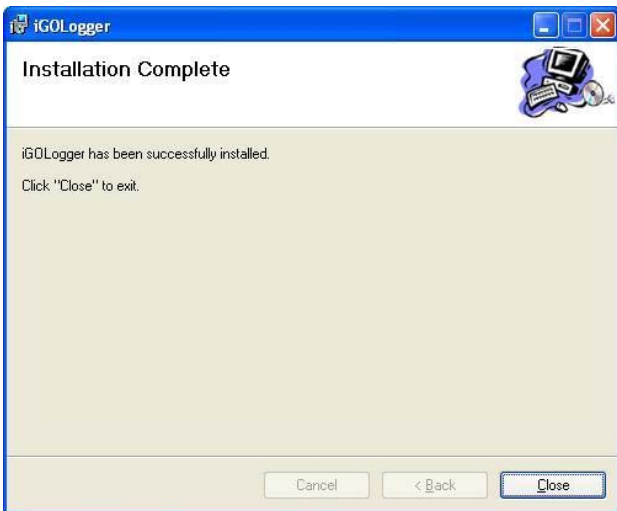 iGOLogger
Installation Complete
iGOLogger has been successfully installed.
Click "Close" to exit.
Cancel
< Back
Close